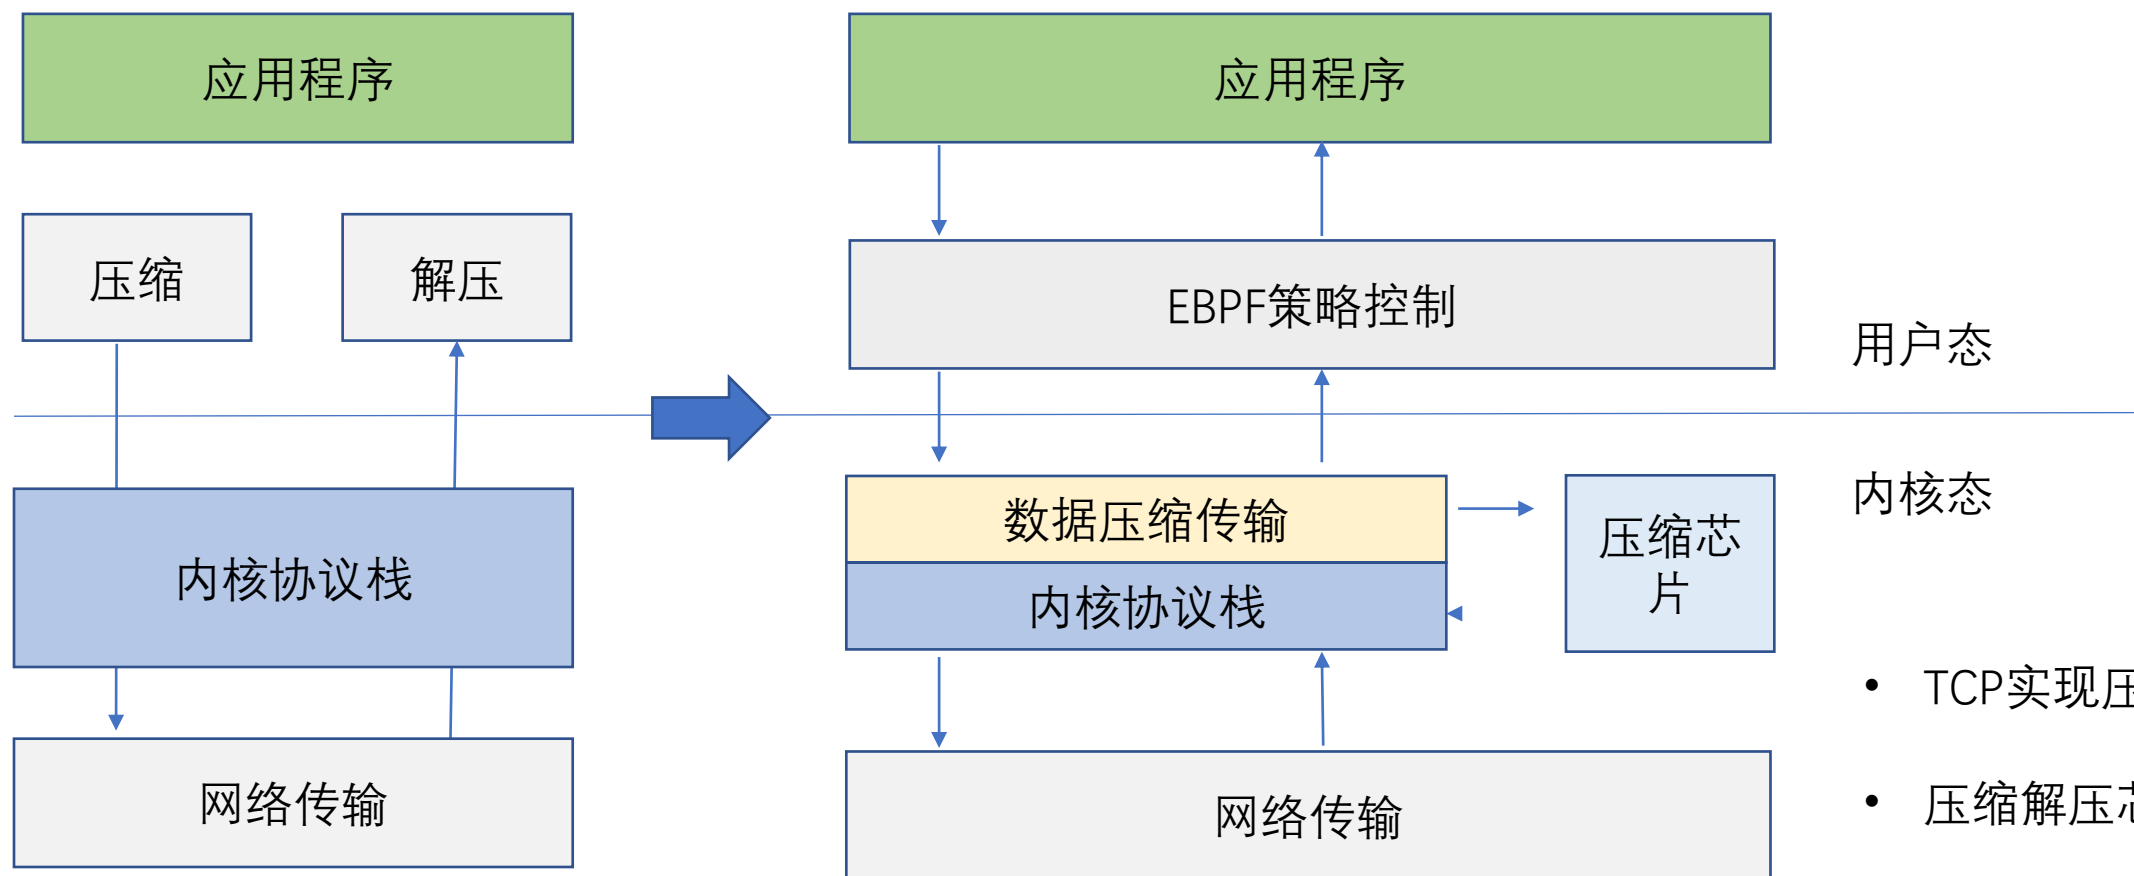 应用程序
压缩
解压
内核协议栈
网络传输
应用程序
EBPF策略控制
数据压缩传输
内核协议栈
压缩芯
片
网络传输
用户态
内核态
• TCP实现压
• 压缩解压